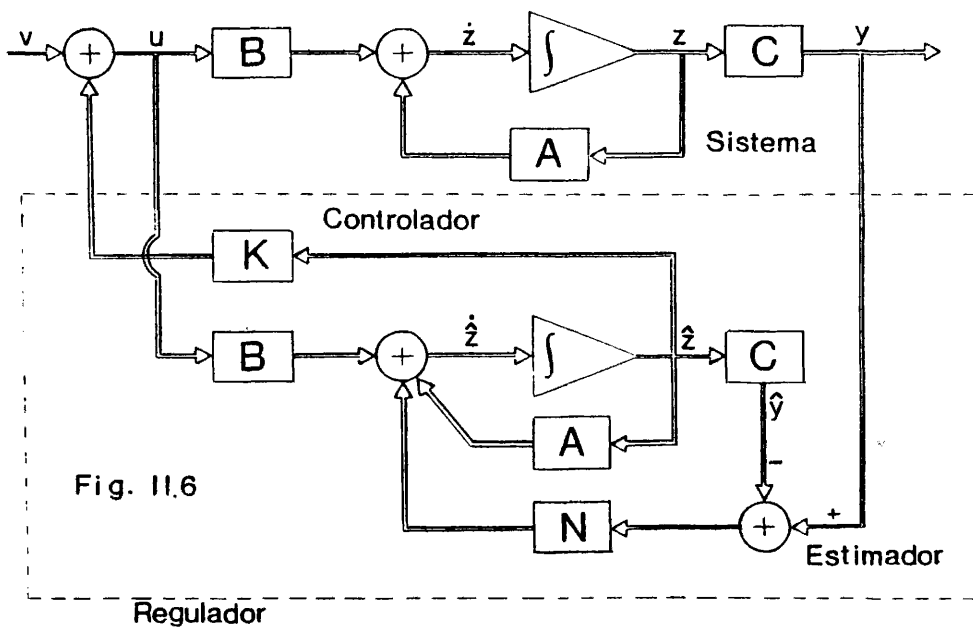 v u B ż ∫ z C y
A
Sistema
Controlador
K
B ẑ̇ ∫ ẑ C
ŷ
A
−
Fig. II.6
N + Estimador
Regulador
+ + + +